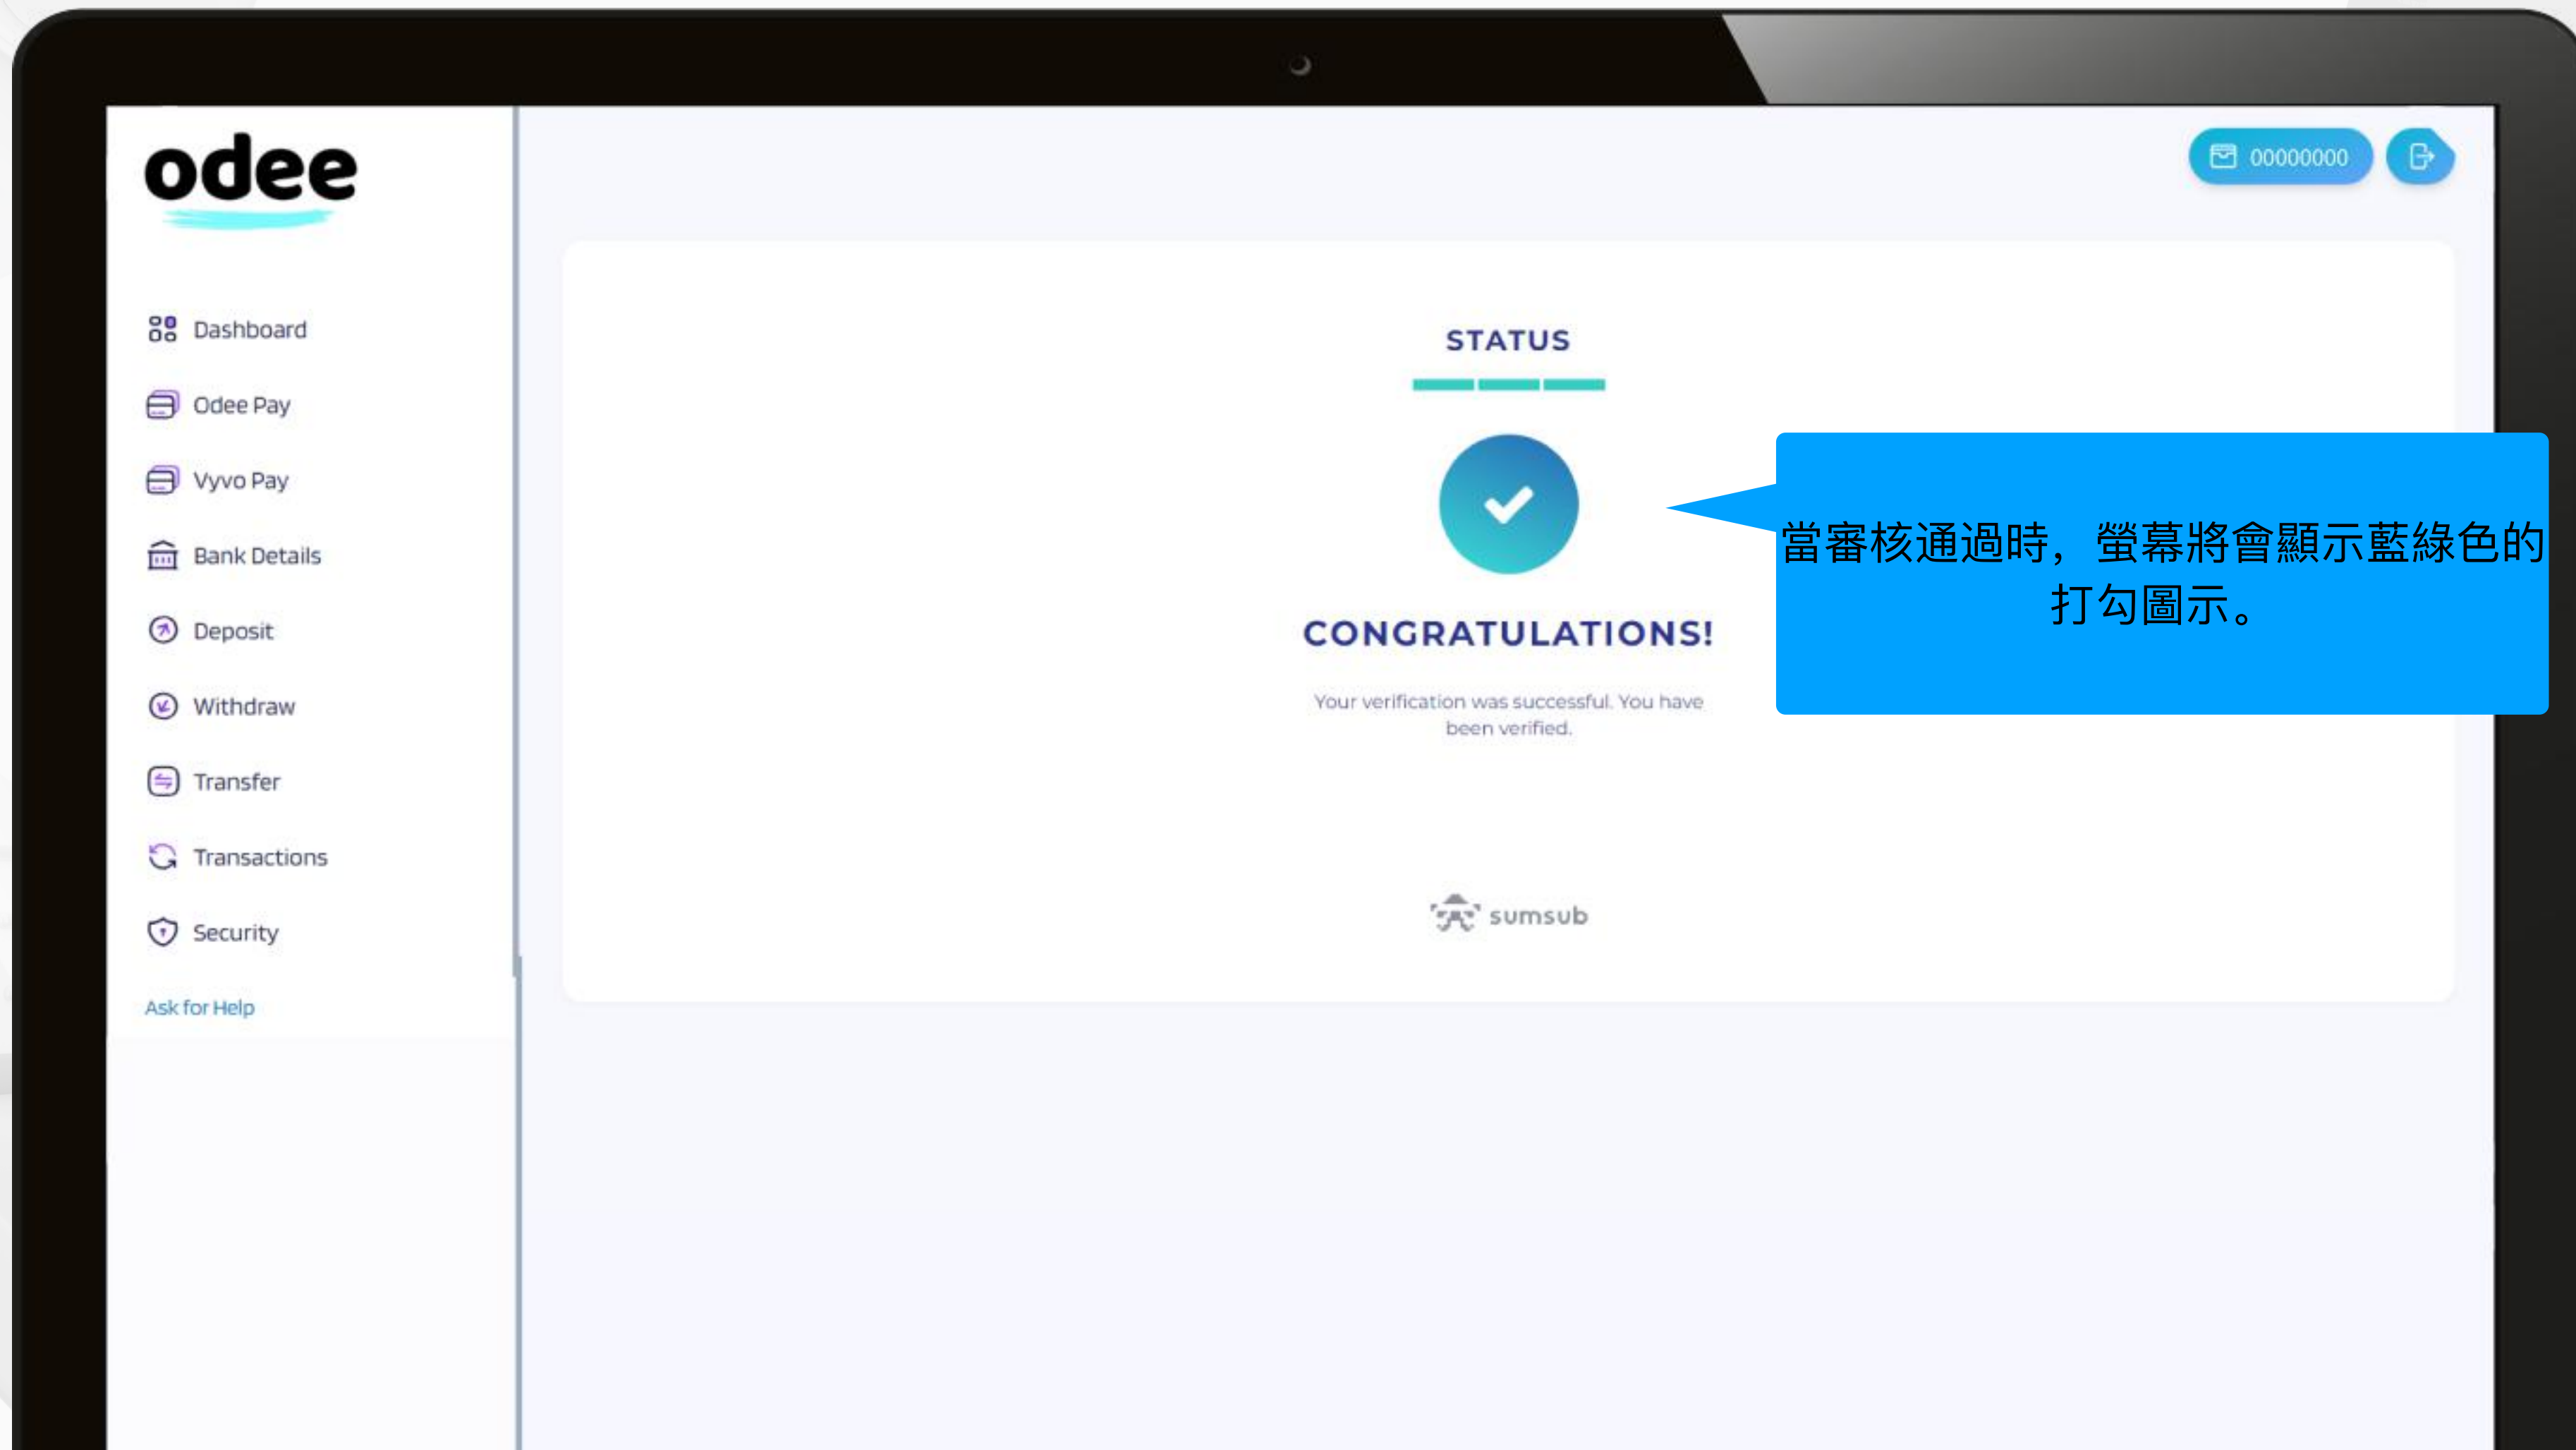 odee
00000000
Dashboard
Odee Pay
Vyvo Pay
Bank Details
Deposit
Withdraw
Transfer
Transactions
Security
Ask for Help
STATUS
CONGRATULATIONS!
Your verification was successful. You have
been verified.
sumsub
當審核通過時，螢幕將會顯示藍綠色的
打勾圖示。